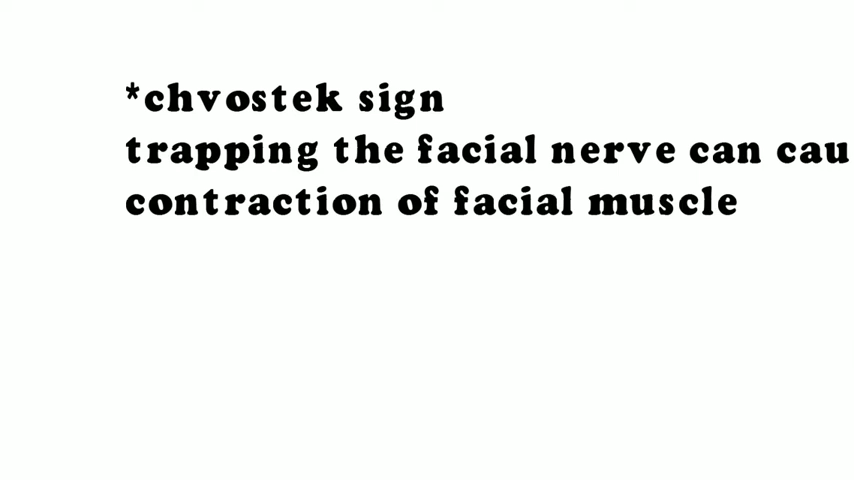 *chvostek sign
trapping the facial nerve can cau
contraction of facial muscle